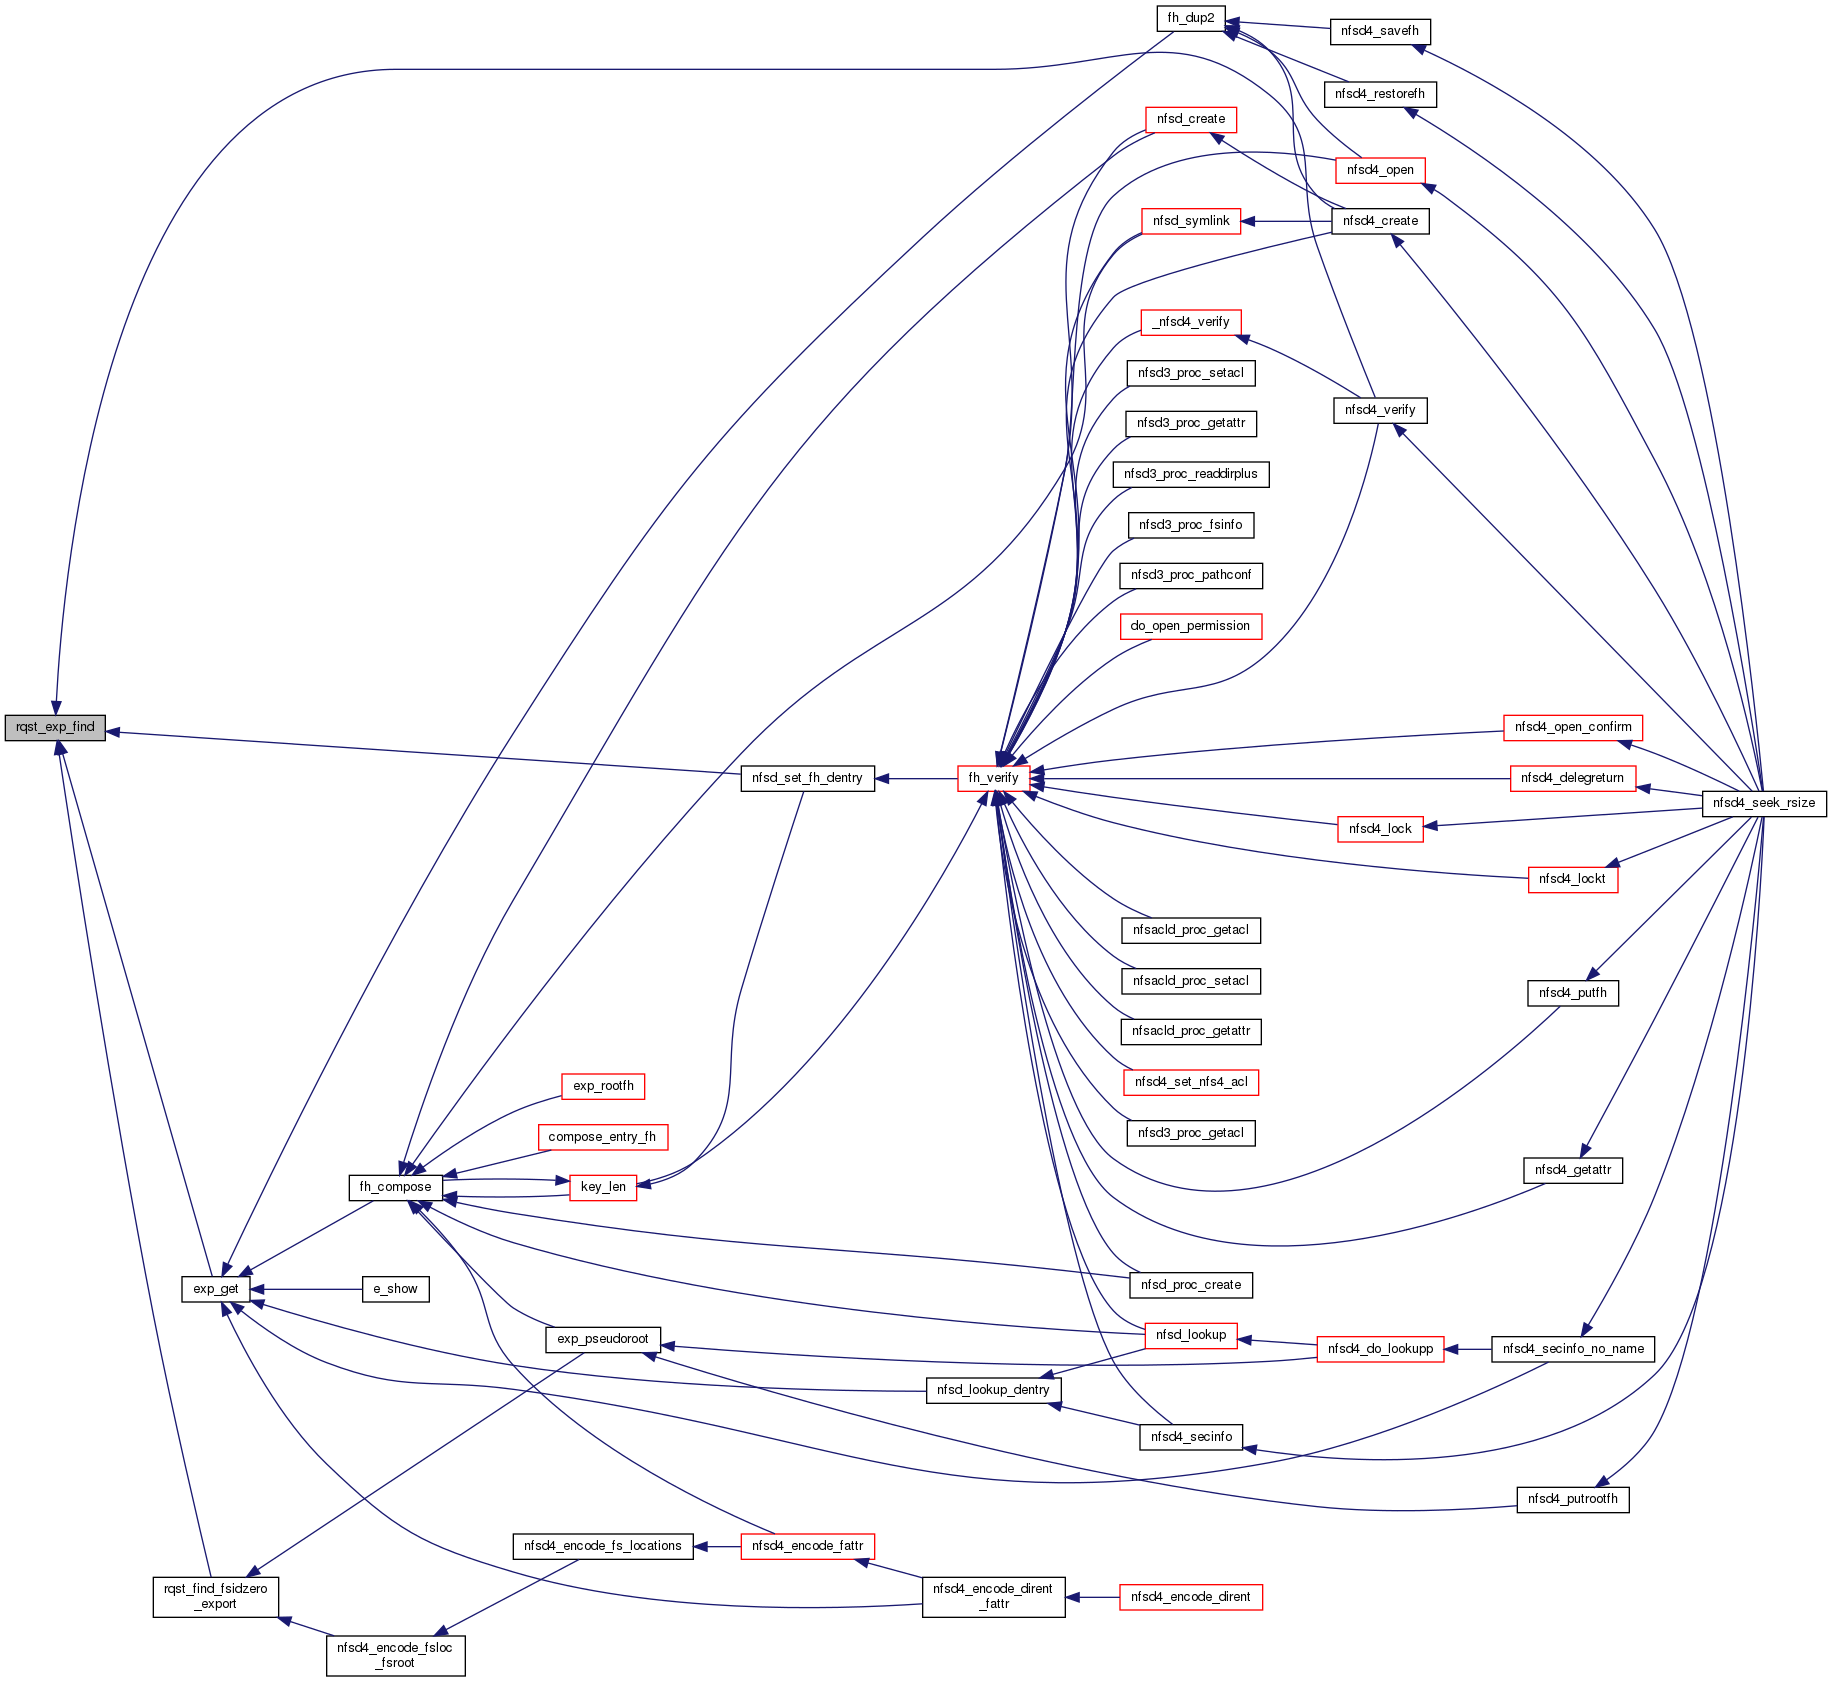 fh_dup2
nfsd4_savefh
nfsd4_restorefh
nfsd_create
nfsd4_open
nfsd_symlink
nfsd4_create
_nfsd4_verify
nfsd3_proc_setacl
nfsd4_verify
nfsd3_proc_getattr
nfsd3_proc_readdirplus
nfsd3_proc_fsinfo
nfsd3_proc_pathconf
do_open_permission
rqst_exp_find
nfsd4_open_confirm
nfsd_set_fh_dentry
fh_verify
nfsd4_delegreturn
nfsd4_seek_rsize
nfsd4_lock
nfsd4_lockt
nfsacld_proc_getacl
nfsacld_proc_setacl
nfsd4_putfh
nfsacld_proc_getattr
exp_rootfh
nfsd4_set_nfs4_acl
compose_entry_fh
nfsd3_proc_getacl
nfsd4_getattr
fh_compose
key_len
exp_get
e_show
nfsd_proc_create
exp_pseudoroot
nfsd_lookup
nfsd4_do_lookupp
nfsd4_secinfo_no_name
nfsd_lookup_dentry
nfsd4_secinfo
nfsd4_putrootfh
nfsd4_encode_fs_locations
nfsd4_encode_fattr
rqst_find_fsidzero
_export
nfsd4_encode_dirent
_fattr
nfsd4_encode_dirent
nfsd4_encode_fsloc
_fsroot